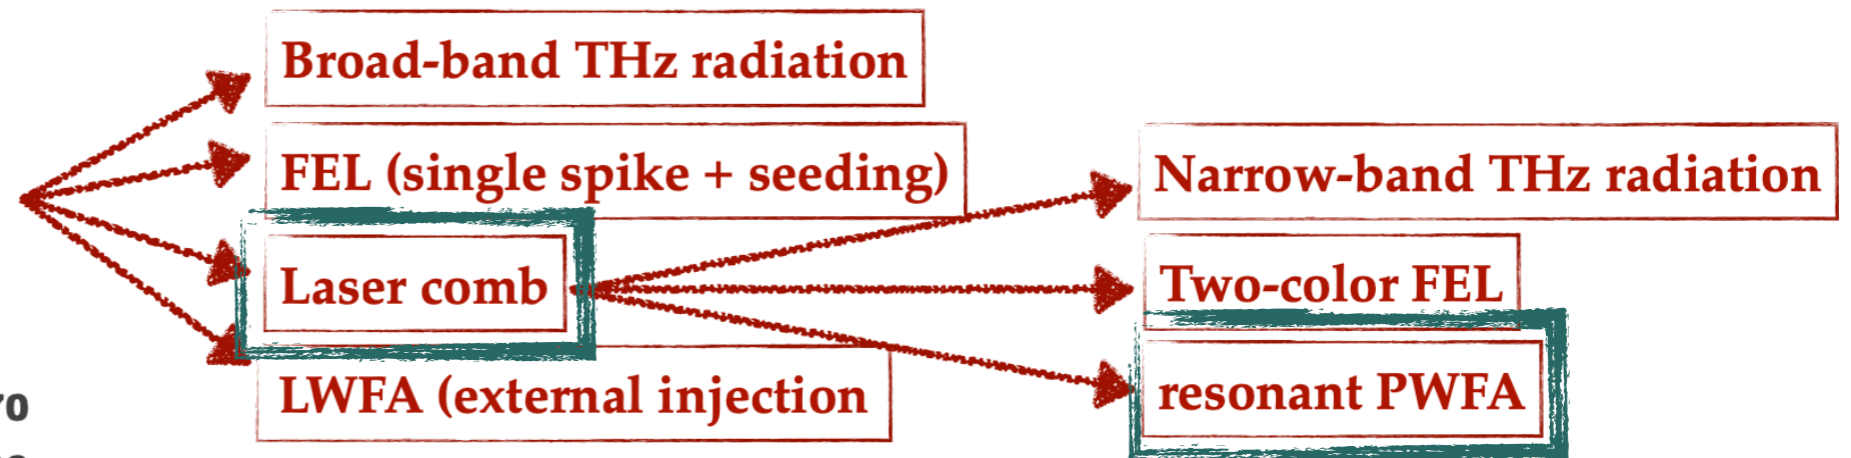 Broad-band THz radiation
FEL (single spike + seeding)
Narrow-band THz radiation
Laser comb
Two-color FEL
LWFA (external injection
resonant PWFA
70